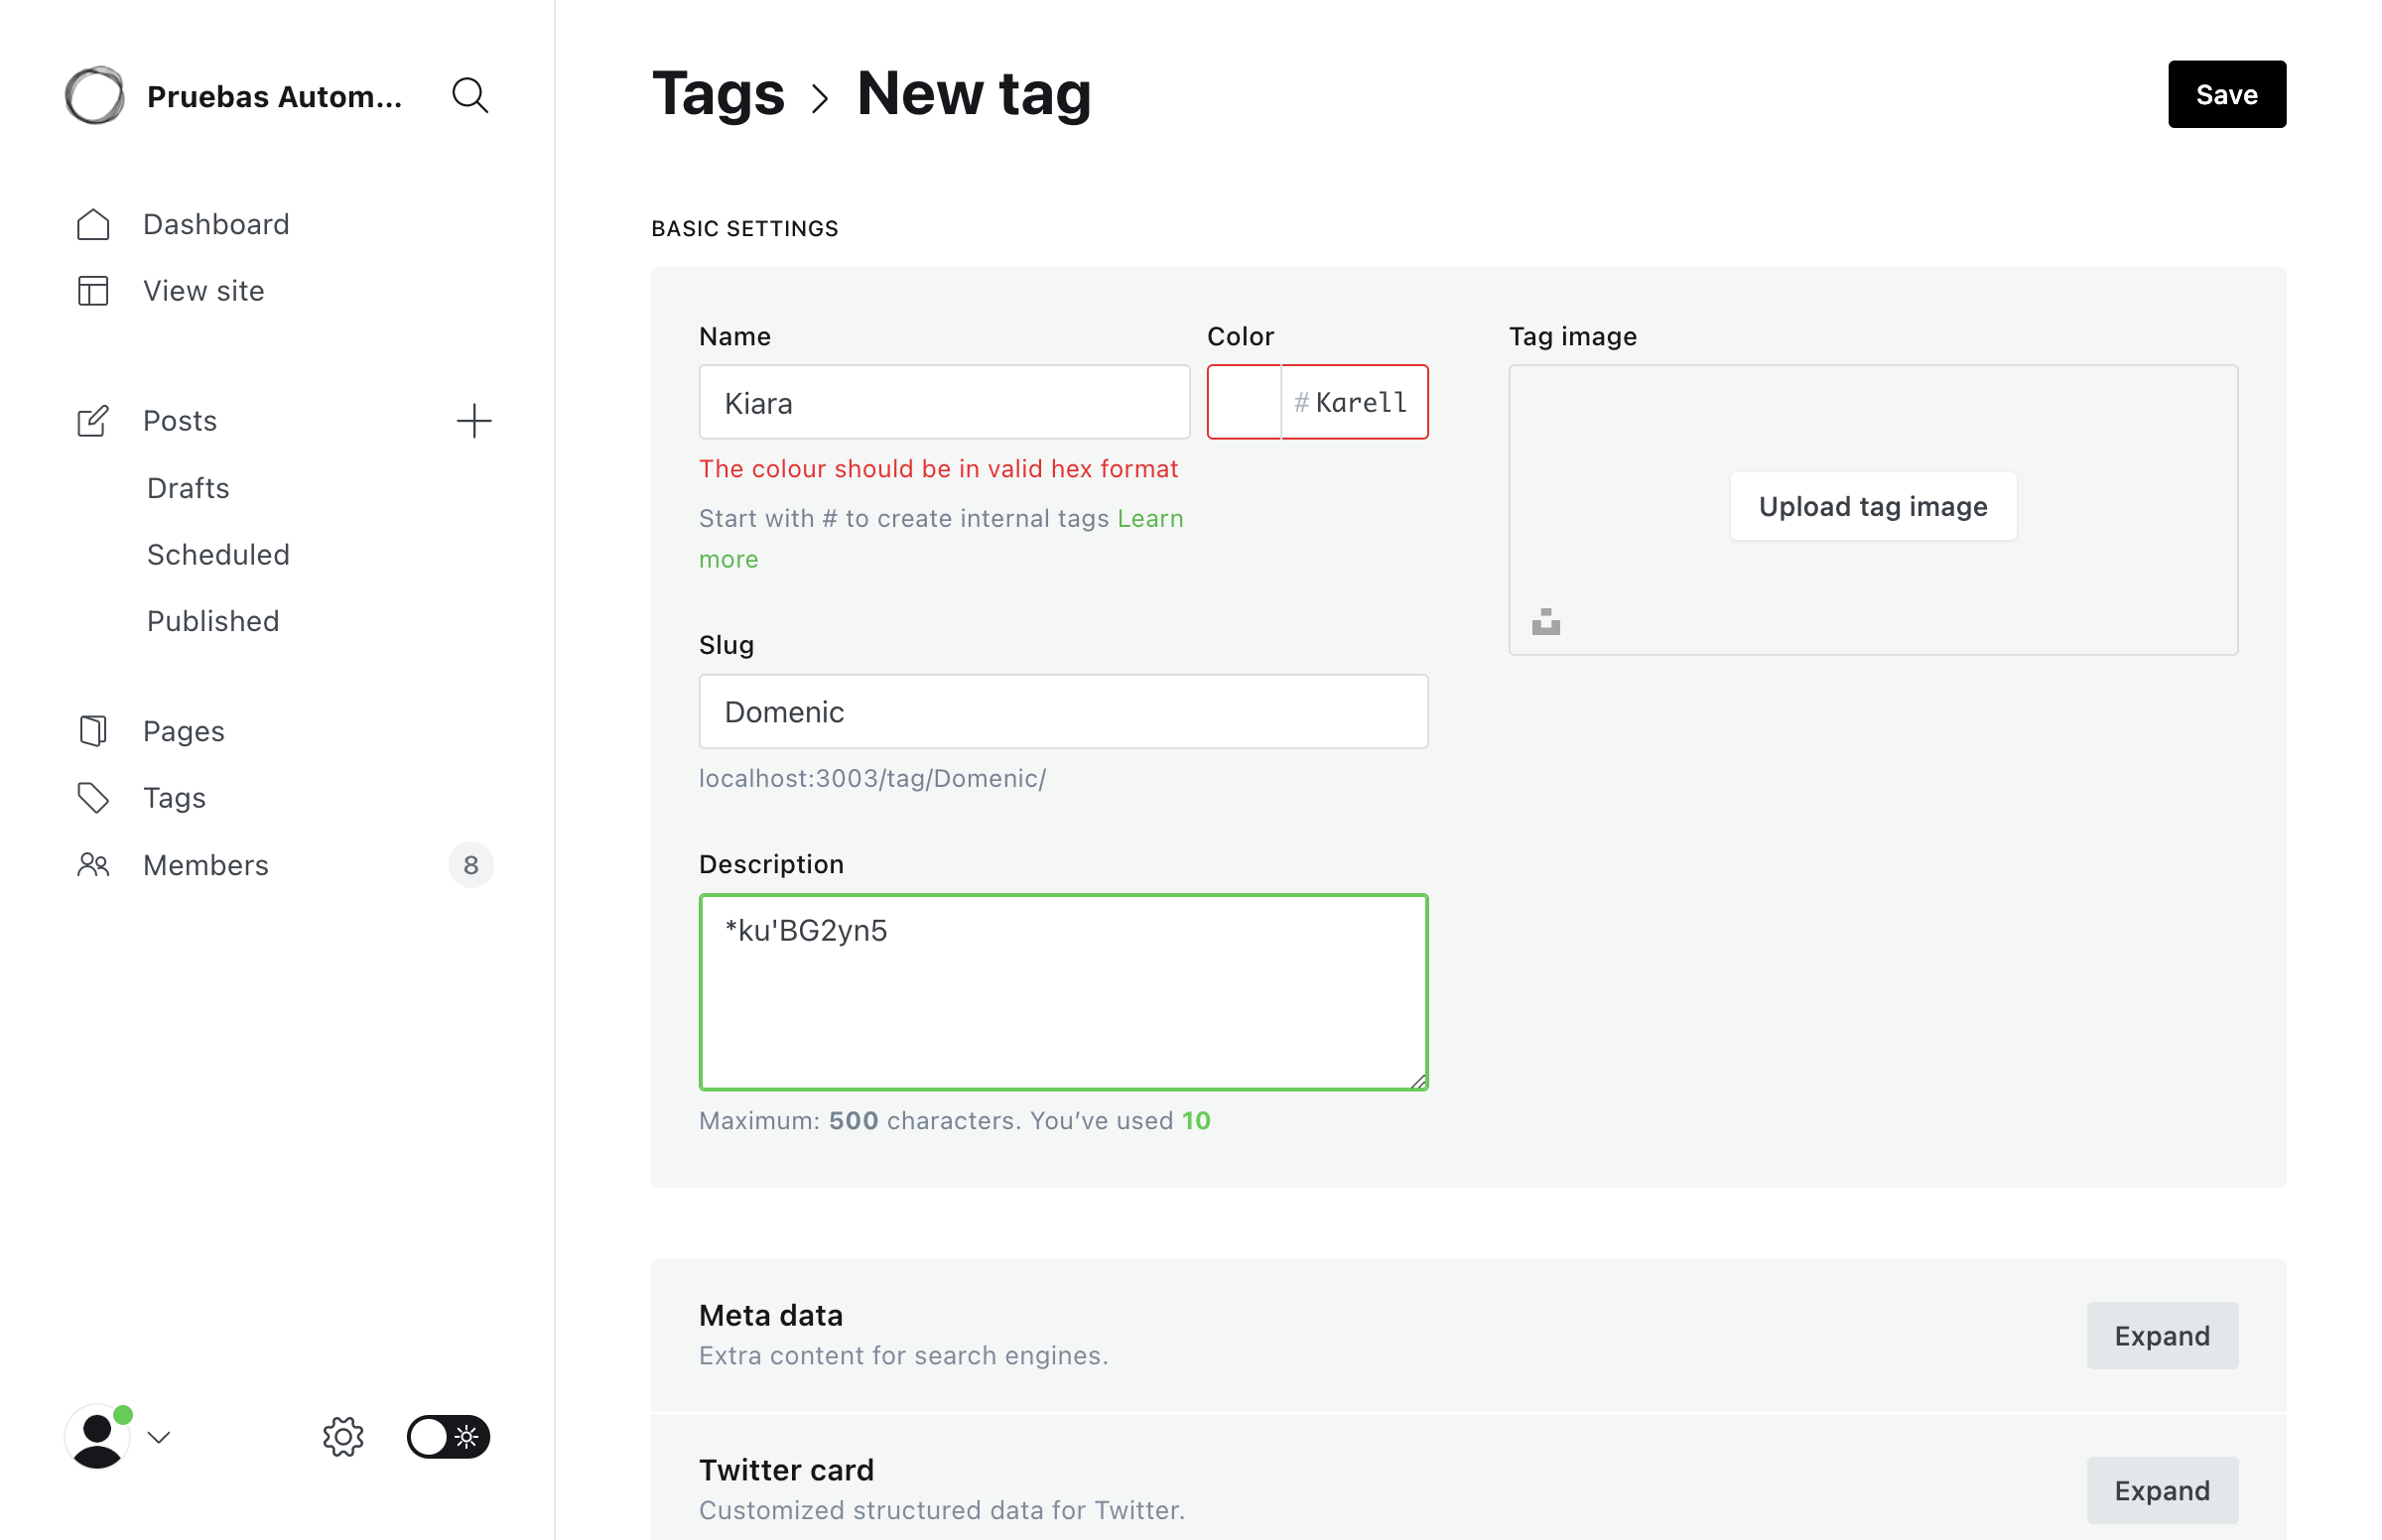 Pruebas Autom...
Dashboard
View site
Posts
Drafts
Scheduled
Published
Pages
Tags
Members 8
Tags > New tag
Save
BASIC SETTINGS
Name
Kiara
Color
# Karell
The colour should be in valid hex format
Start with # to create internal tags Learn
more
Slug
Domenic
localhost:3003/tag/Domenic/
Description
*ku'BG2yn5
Maximum: 500 characters. You’ve used 10
Tag image
Upload tag image
Meta data
Extra content for search engines.
Expand
Twitter card
Customized structured data for Twitter.
Expand